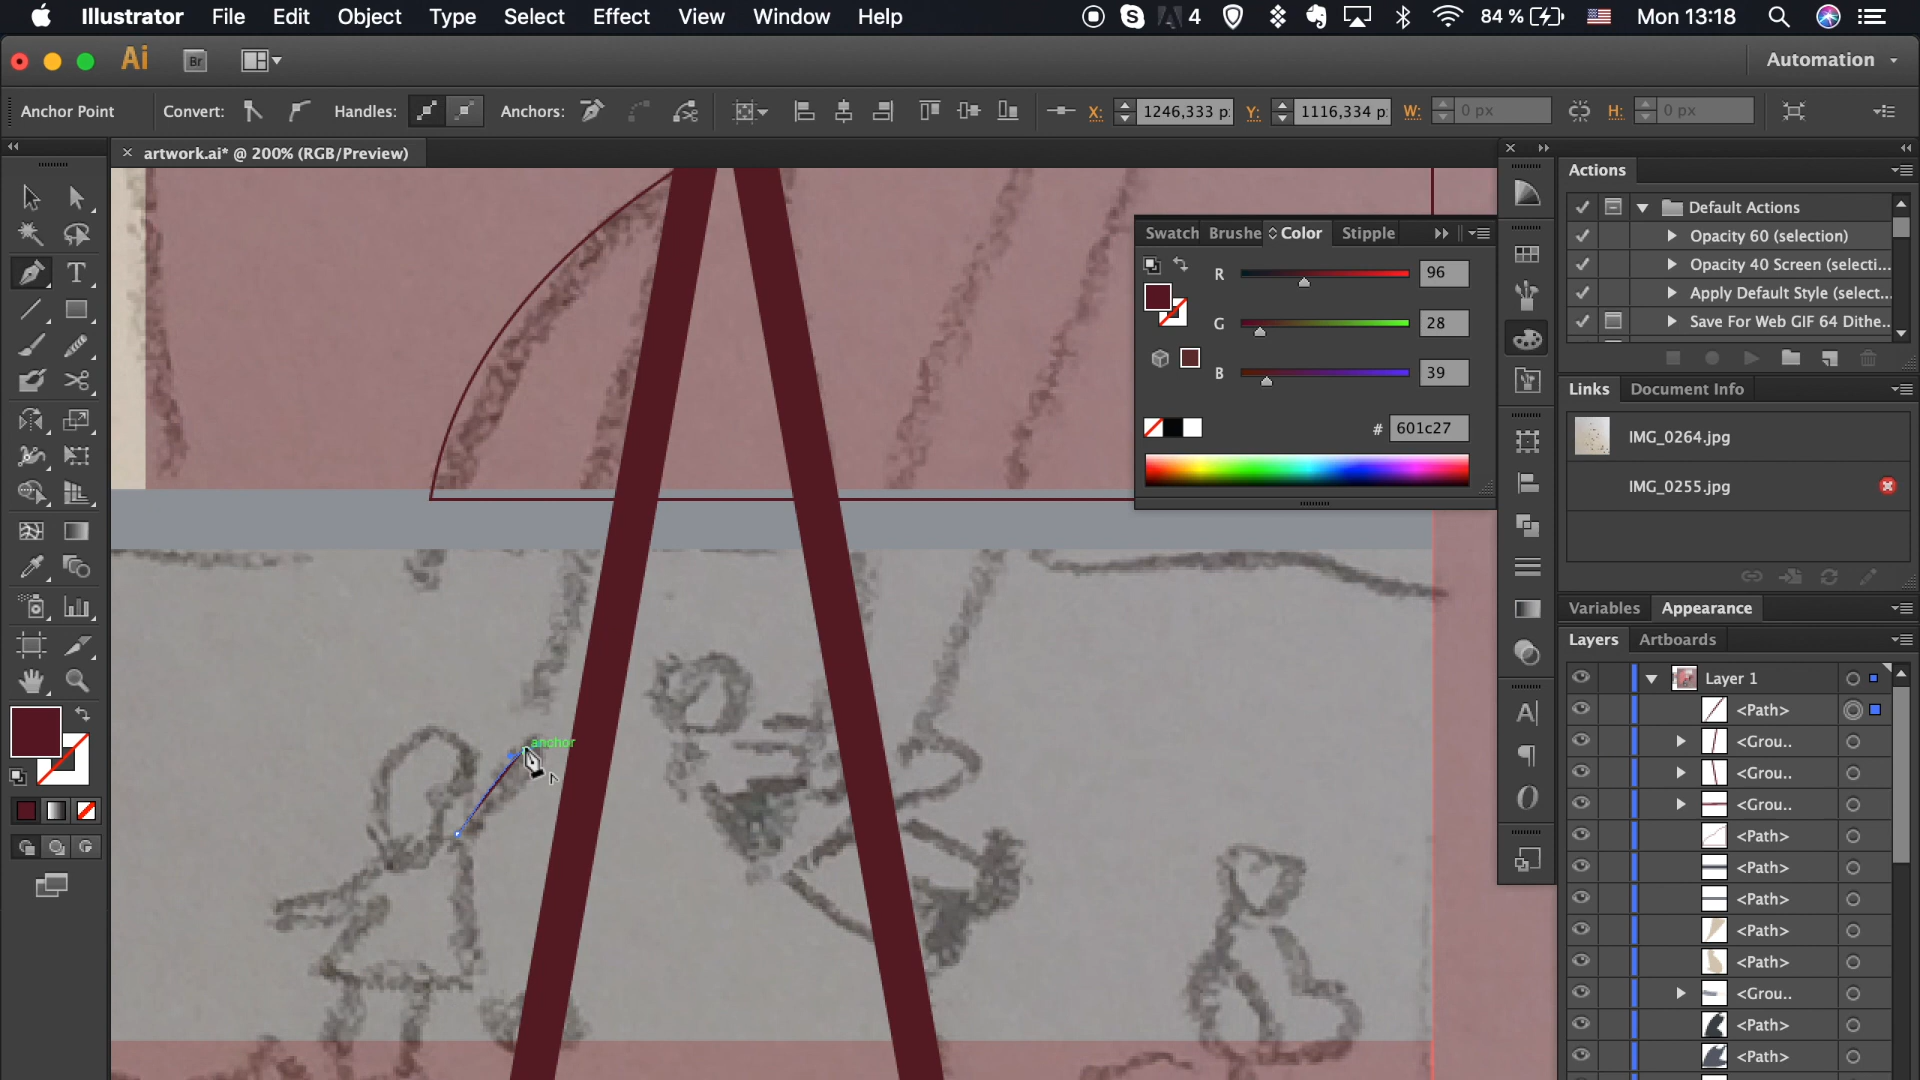 Illustrator File Edit Object Type Select Effect View Window Help 4 84 % Mon 13:18
Ai Br Automation
Anchor Point Convert: Handles: Anchors: X: 1246,333 p: Y: 1116,334 p: W: 0 px H: 0 px
× artwork.ai* @ 200% (RGB/Preview)
Actions
Default Actions
Opacity 60 (selection)
Opacity 40 Screen (selecti...
Apply Default Style (select...
Save For Web GIF 64 Dithe...
Swatch Brushe Color Stipple
R 96
G 28
B 39
# 601c27
Links Document Info
IMG_0264.jpg
IMG_0255.jpg
Variables Appearance
Layers Artboards
Layer 1
<Path>
<Grou..
<Grou..
<Grou..
<Path>
<Path>
<Path>
<Path>
<Path>
<Grou..
<Path>
<Path>
anchor